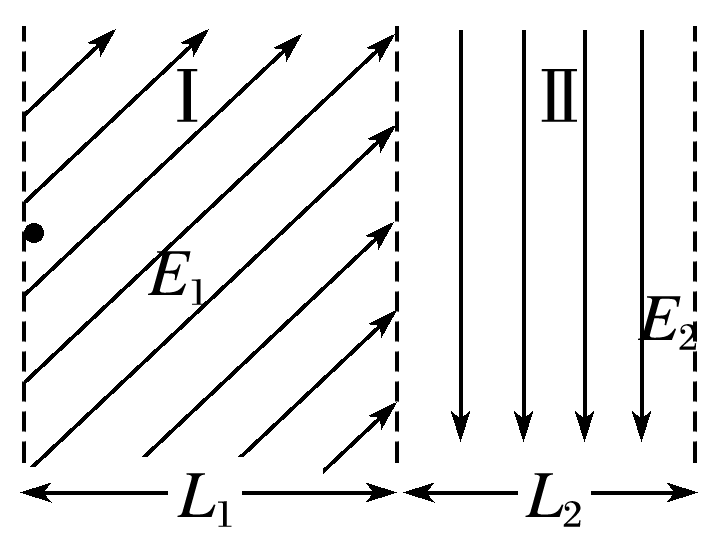 Ⅰ Ⅱ
E₁
E₂
L₁ L₂